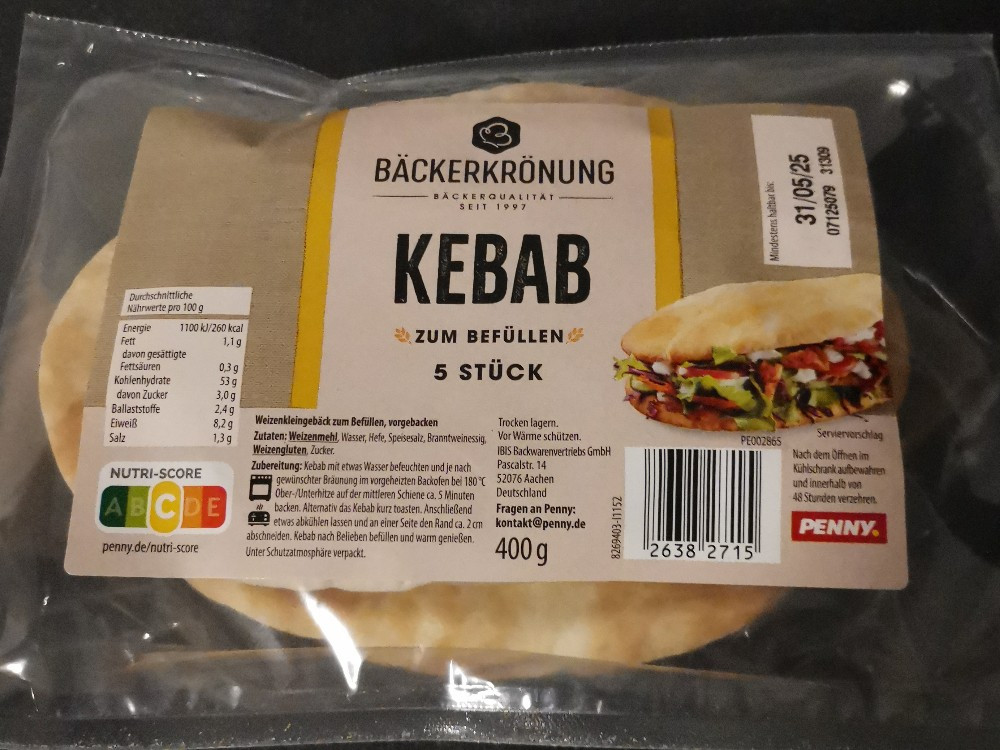 BÄCKERKRÖNUNG
BÄCKERQUALITÄT
SEIT 1997
KEBAB
ZUM BEFÜLLEN
5 STÜCK
Mindestens haltbar bis:
31/05/25
07125079 31309
Durchschnittliche
Nährwerte pro 100 g
Energie 1100 kJ/260 kcal
Fett 1,1 g
davon gesättigte
Fettsäuren 0,3 g
Kohlenhydrate 53 g
davon Zucker 3,0 g
Ballaststoffe 2,4 g
Eiweiß 8,2 g
Salz 1,3 g
NUTRI-SCORE
A B C D E
penny.de/nutri-score
Weizenkleingebäck zum Befüllen, vorgebacken
Zutaten: Weizenmehl, Wasser, Hefe, Speisesalz, Branntweinessig,
Weizengluten, Zucker.
Zubereitung: Kebab mit etwas Wasser befeuchten und je nach
gewünschter Bräunung im vorgeheizten Backofen bei 180 °C
Ober-/Unterhitze auf der mittleren Schiene ca. 5 Minuten
backen. Alternativ das Kebab kurz toasten. Anschließend
etwas abkühlen lassen und an einer Seite den Rand ca. 2 cm
abschneiden. Kebab nach Belieben befüllen und warm genießen.
Unter Schutzatmosphäre verpackt.
Trocken lagern.
Vor Wärme schützen.
IBIS Backwarenvertriebs GmbH
Pascalstr. 14
52076 Aachen
Deutschland
Fragen an Penny:
kontakt@penny.de
400 g
8269403-I1152
2638 2715
PE002865
Serviervorschlag
Nach dem Öffnen im
Kühlschrank aufbewahren
und innerhalb von
48 Stunden verzehren.
PENNY.